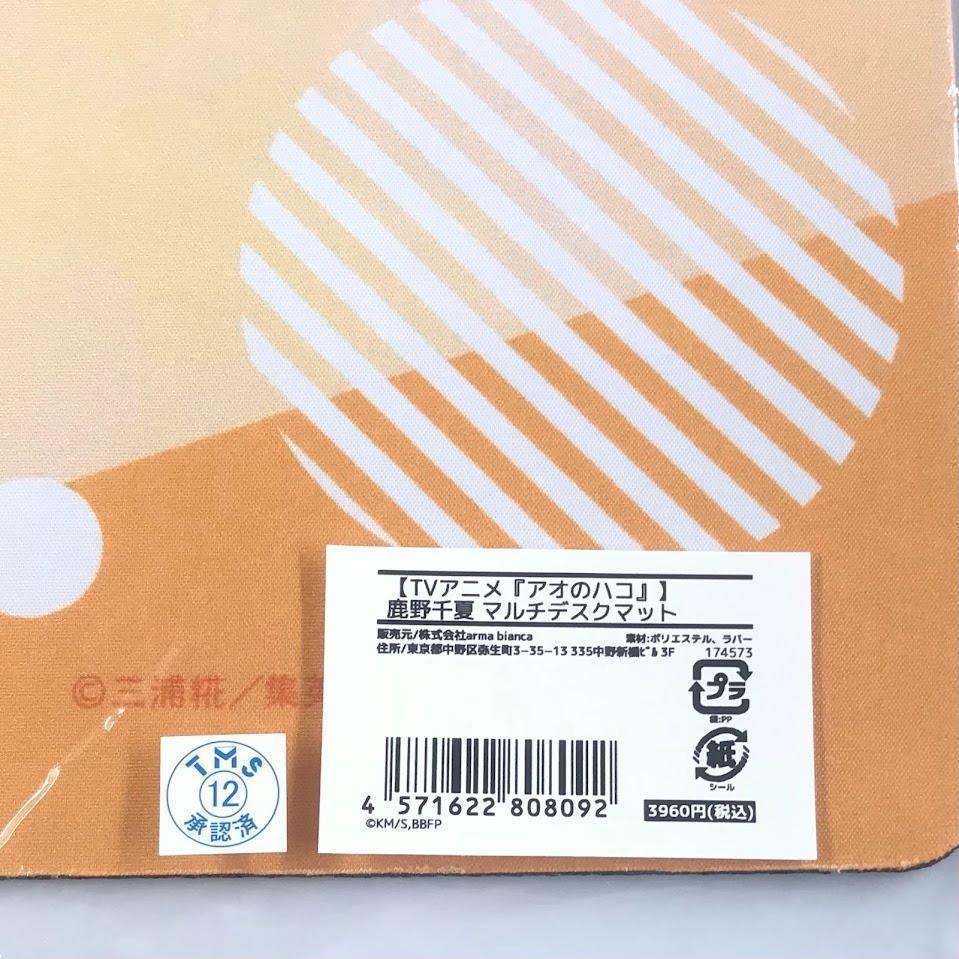 【TVアニメ『アオのハコ』】
鹿野千夏 マルチデスクマット
販売元/株式会社arma bianca
素材:ポリエステル、ラバー
住所/東京都中野区弥生町3-35-13 335中野新橋ビル 3F
174573
プラ
袋:PP
紙
シール
4 571622 808092
3960円(税込)
©KM/S,BBFP
©三浦糀／集英
TMS
12
承認済